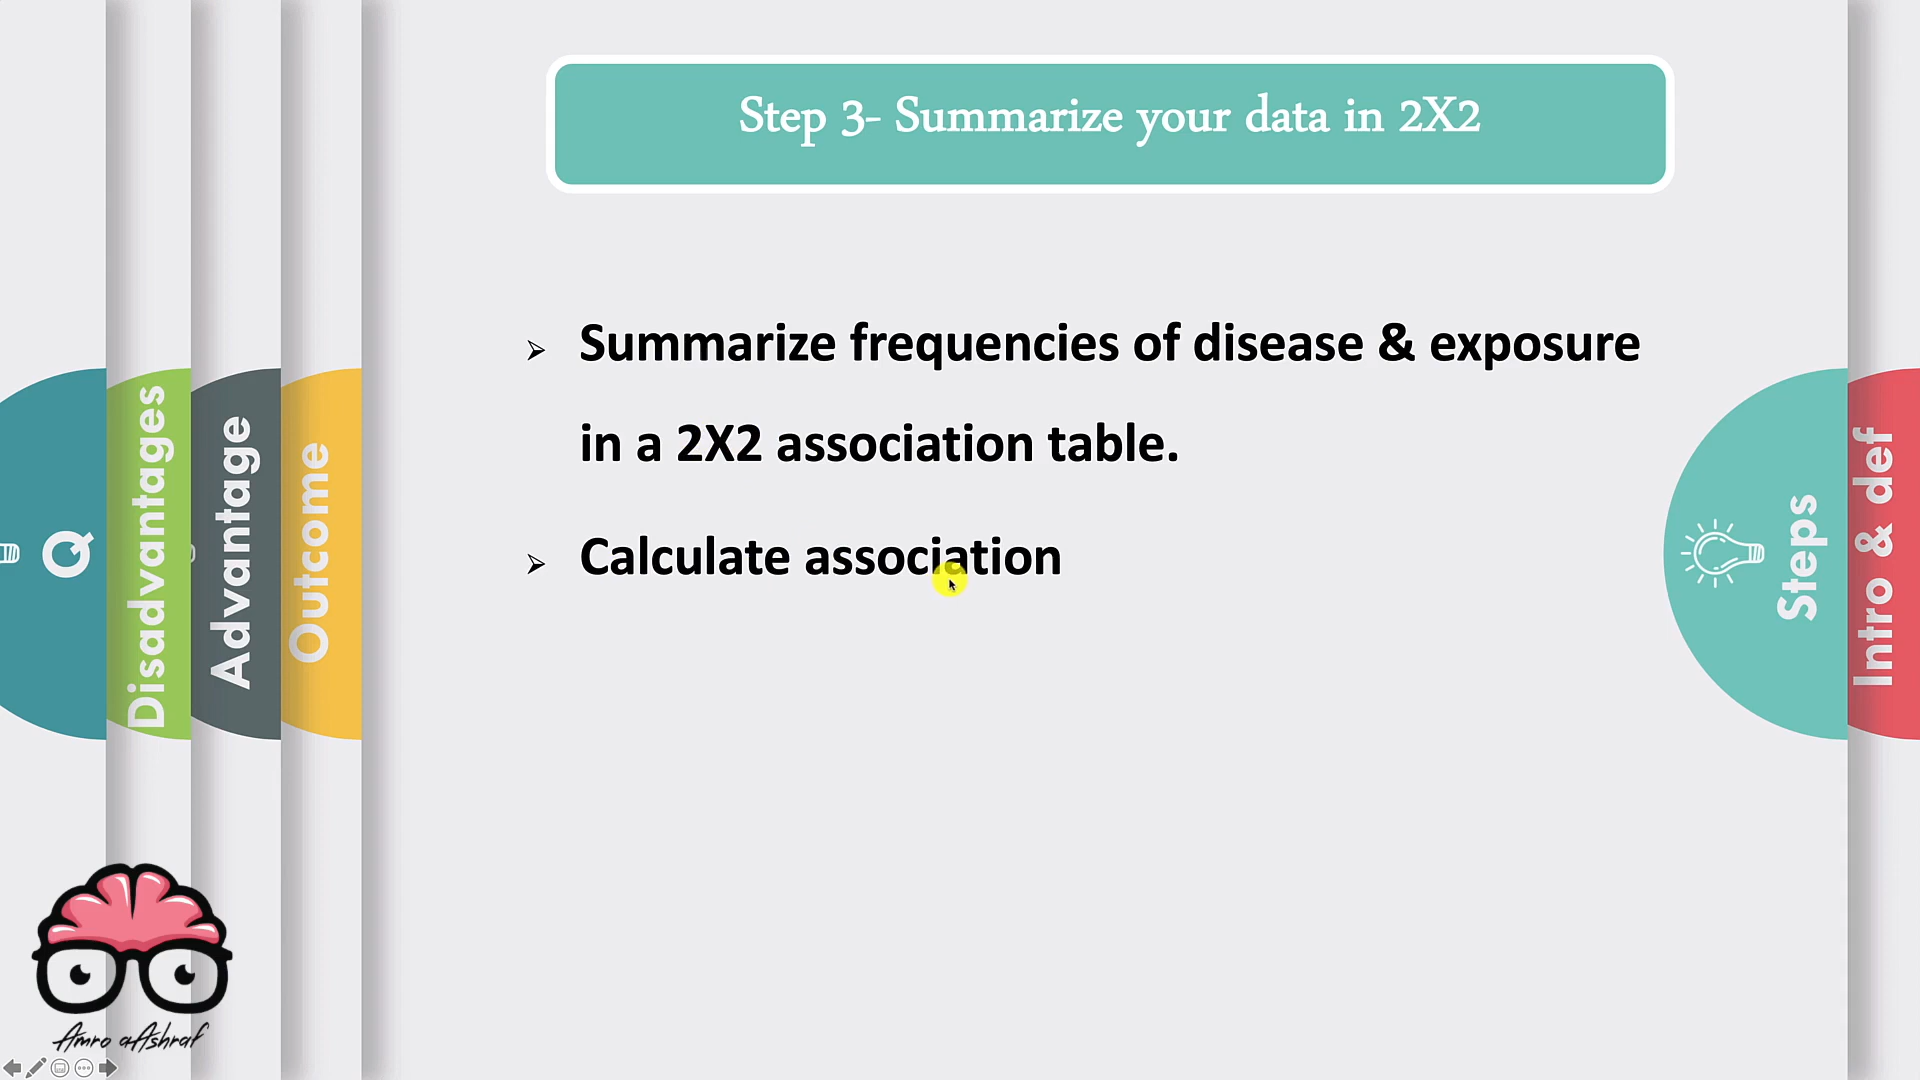 Step 3- Summarize your data in 2X2
Summarize frequencies of disease & exposure
in a 2X2 association table.
Calculate association
Q
Disadvantages
Advantage
Outcome
Steps
Intro & def
Amro aAshraf